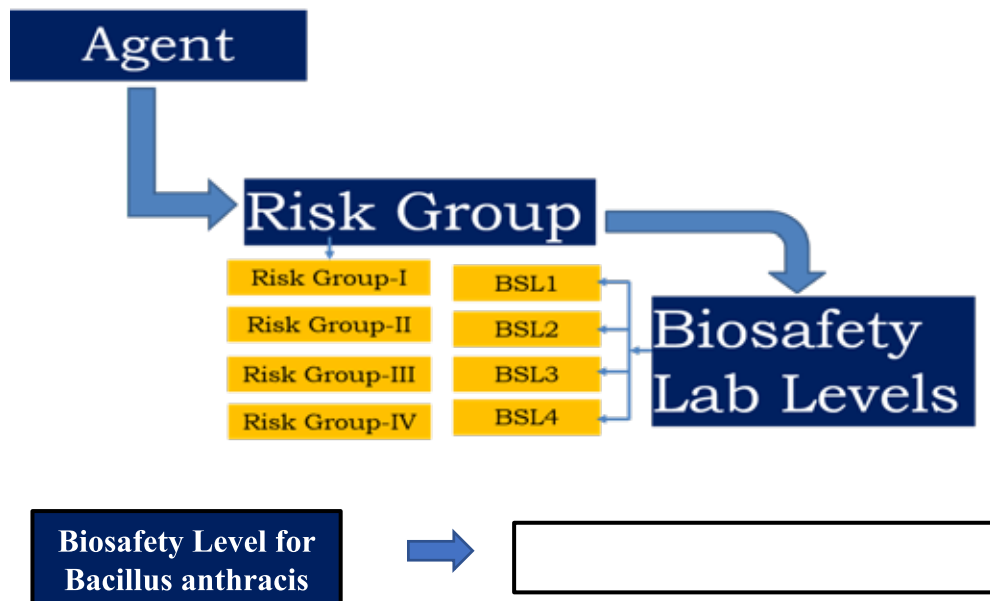 Agent
Risk Group
Risk Group-I
Risk Group-II
Risk Group-III
Risk Group-IV
BSL1
BSL2
BSL3
BSL4
Biosafety
Lab Levels
Biosafety Level for
Bacillus anthracis